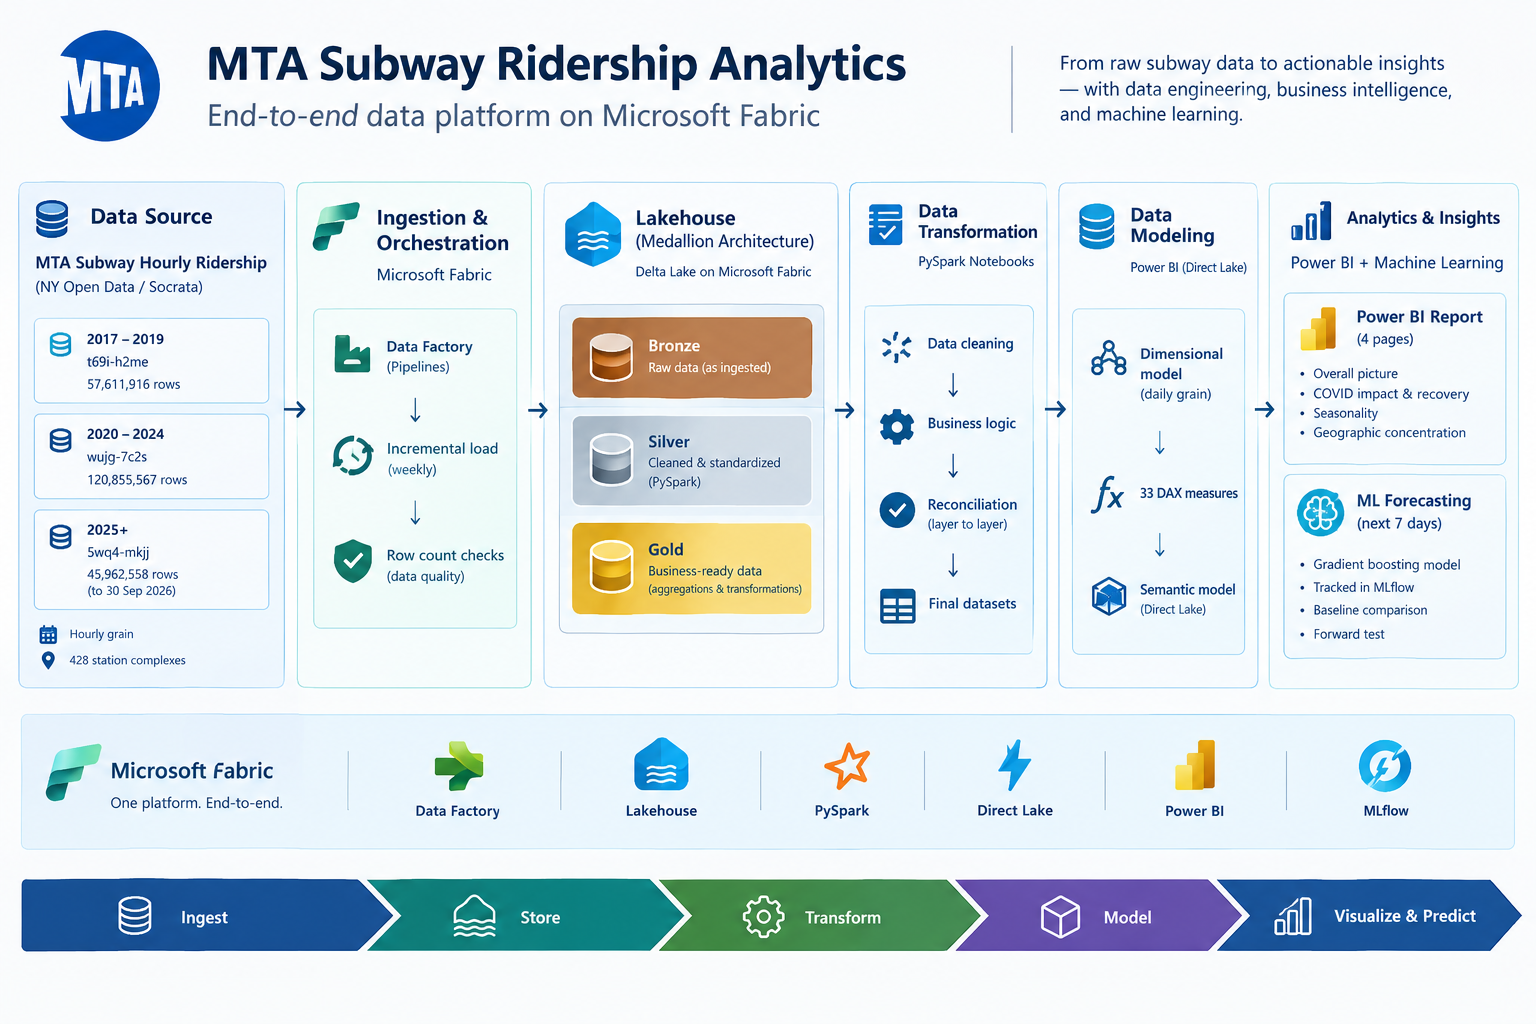 MTA
MTA Subway Ridership Analytics
End-to-end data platform on Microsoft Fabric
From raw subway data to actionable insights
— with data engineering, business intelligence,
and machine learning.
Data Source
MTA Subway Hourly Ridership
(NY Open Data / Socrata)
2017 – 2019
t69i-h2me
57,611,916 rows
2020 – 2024
wujg-7c2s
120,855,567 rows
2025+
5wq4-mkjj
45,962,558 rows
(to 30 Sep 2026)
Hourly grain
428 station complexes
Ingestion &
Orchestration
Microsoft Fabric
Data Factory
(Pipelines)
Incremental load
(weekly)
Row count checks
(data quality)
Lakehouse
(Medallion Architecture)
Delta Lake on Microsoft Fabric
Bronze
Raw data (as ingested)
Silver
Cleaned & standardized
(PySpark)
Gold
Business-ready data
(aggregations & transformations)
Data
Transformation
PySpark Notebooks
Data cleaning
Business logic
Reconciliation
(layer to layer)
Final datasets
Data
Modeling
Power BI (Direct Lake)
Dimensional
model
(daily grain)
fx
33 DAX measures
Semantic model
(Direct Lake)
Analytics & Insights
Power BI + Machine Learning
Power BI Report
(4 pages)
• Overall picture
• COVID impact & recovery
• Seasonality
• Geographic concentration
ML Forecasting
(next 7 days)
• Gradient boosting model
• Tracked in MLflow
• Baseline comparison
• Forward test
Microsoft Fabric
One platform. End-to-end.
Data Factory
Lakehouse
PySpark
Direct Lake
Power BI
MLflow
Ingest
Store
Transform
Model
Visualize & Predict